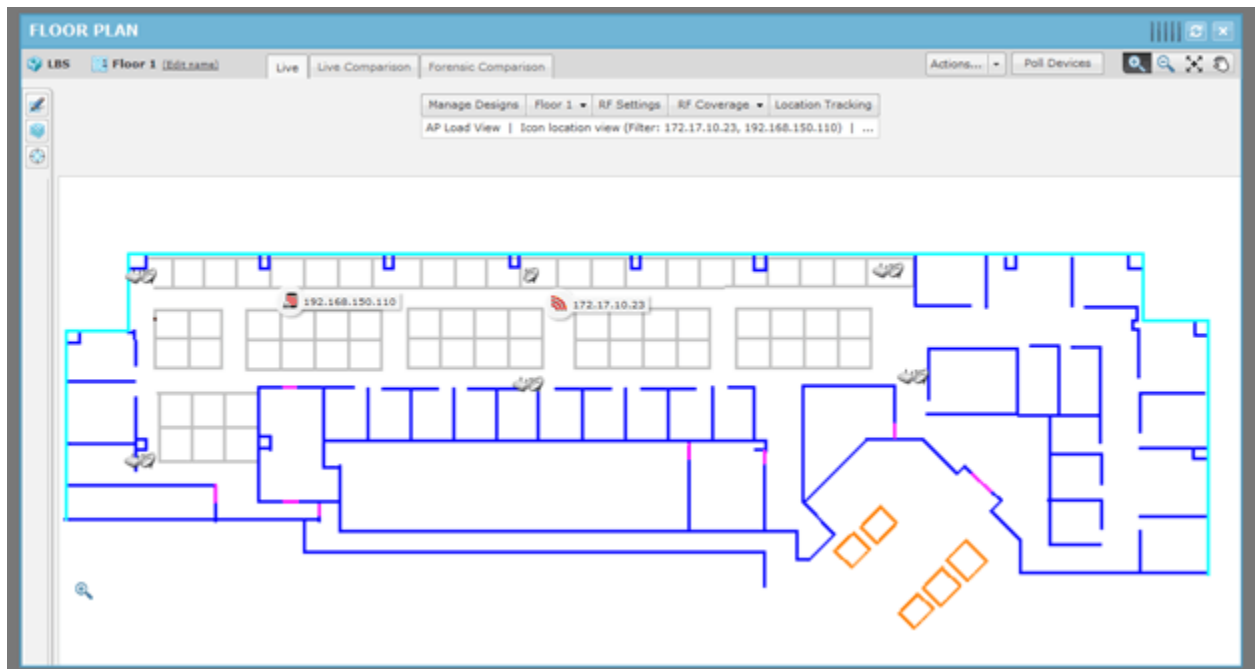 FLOOR PLAN
LBS Floor 1 (Edit name) Live Live Comparison Forensic Comparison Actions... Poll Devices
Manage Designs Floor 1 RF Settings RF Coverage Location Tracking
AP Load View | Icon location view (Filter: 172.17.10.23, 192.168.150.110) | ...
192.168.150.110
172.17.10.23